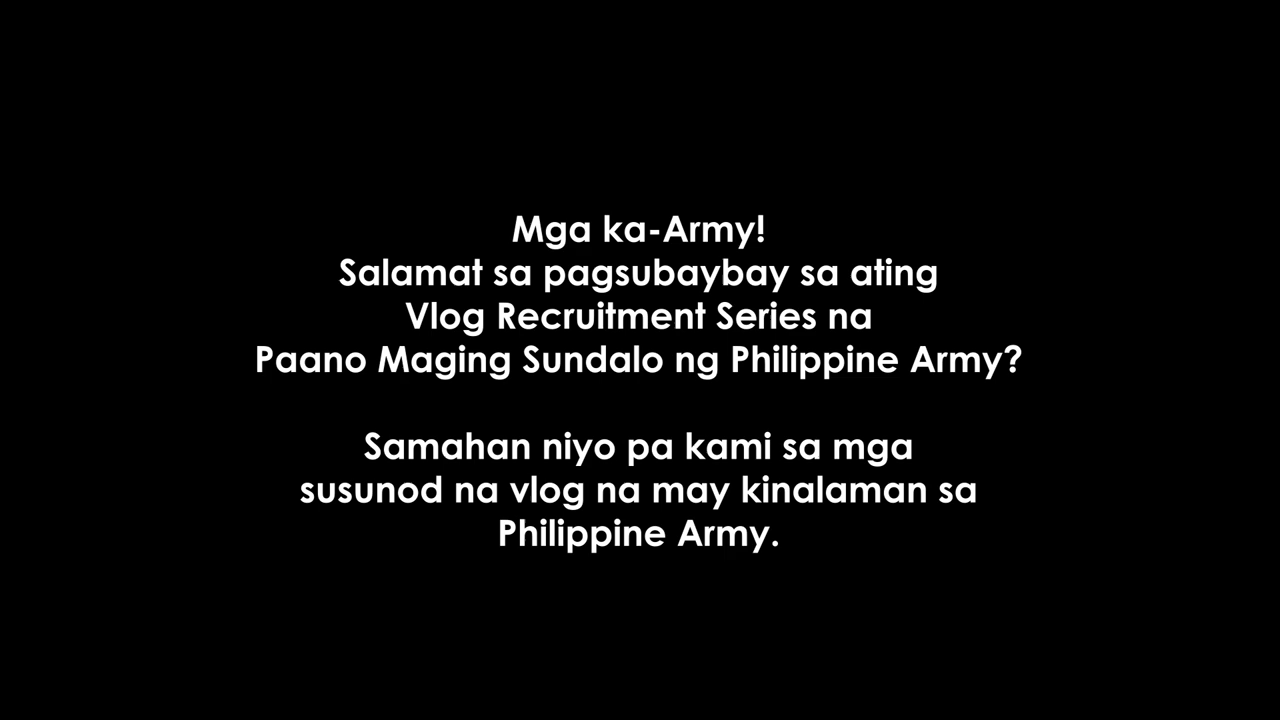 Mga ka-Army!
Salamat sa pagsubaybay sa ating
Vlog Recruitment Series na
Paano Maging Sundalo ng Philippine Army?
Samahan niyo pa kami sa mga
susunod na vlog na may kinalaman sa
Philippine Army.